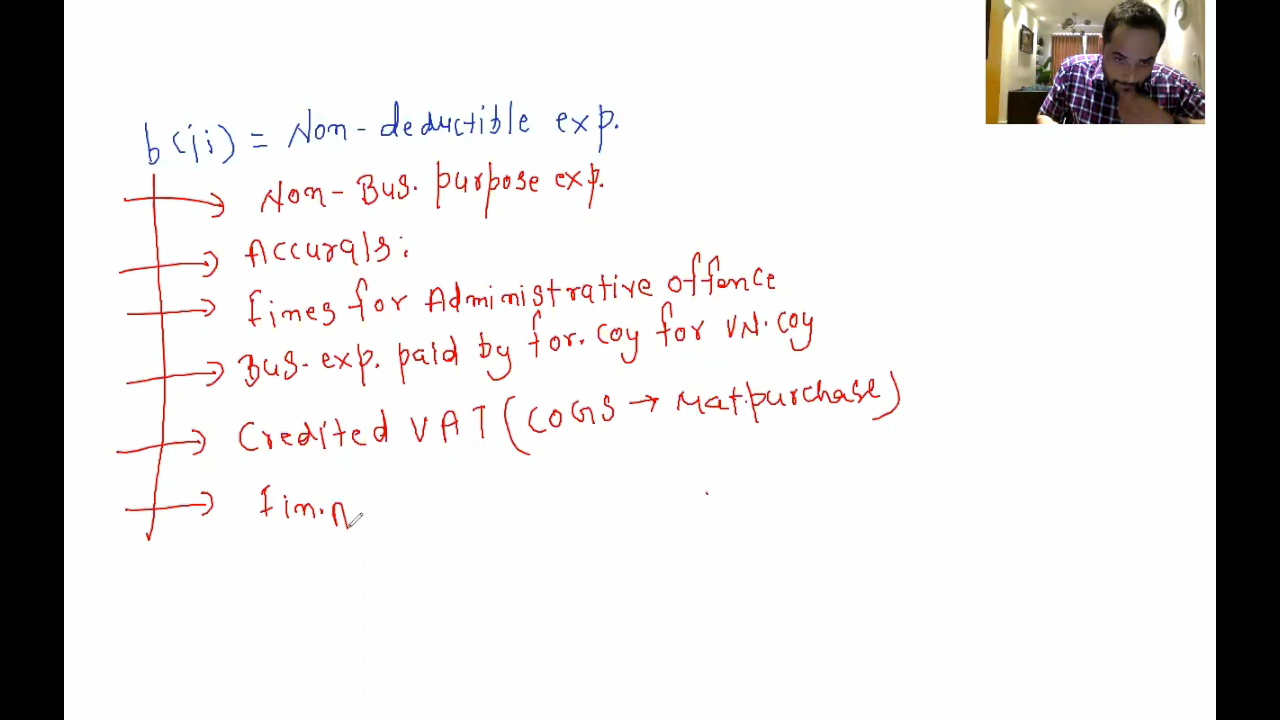 b(ii) = Non-deductible exp.
Non-Bus. purpose exp.
Accurals:
Fines for Administrative offence
Bus. exp. paid by for. coy for VN. coy
Credited VAT (COGS → Mat. purchase)
Fin. n